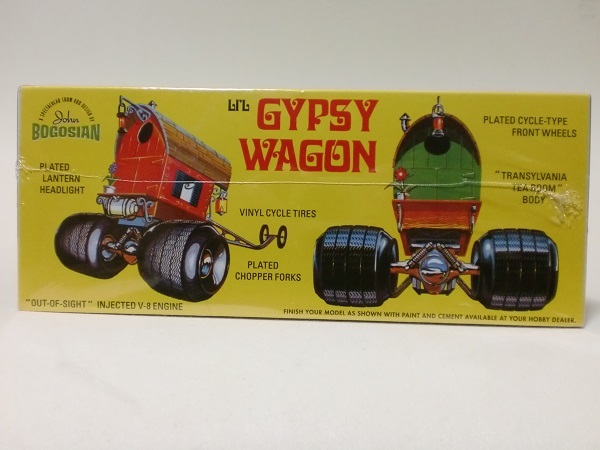 A SPECTACULAR SHOW ROD DESIGN BY
John
BOGOSIAN
LI'L GYPSY
WAGON
PLATED
LANTERN
HEADLIGHT
VINYL CYCLE TIRES
PLATED
CHOPPER FORKS
"OUT-OF-SIGHT" INJECTED V-8 ENGINE
PLATED CYCLE-TYPE
FRONT WHEELS
"TRANSYLVANIA
TEA ROOM"
BODY
FINISH YOUR MODEL AS SHOWN WITH PAINT AND CEMENT AVAILABLE AT YOUR HOBBY DEALER.